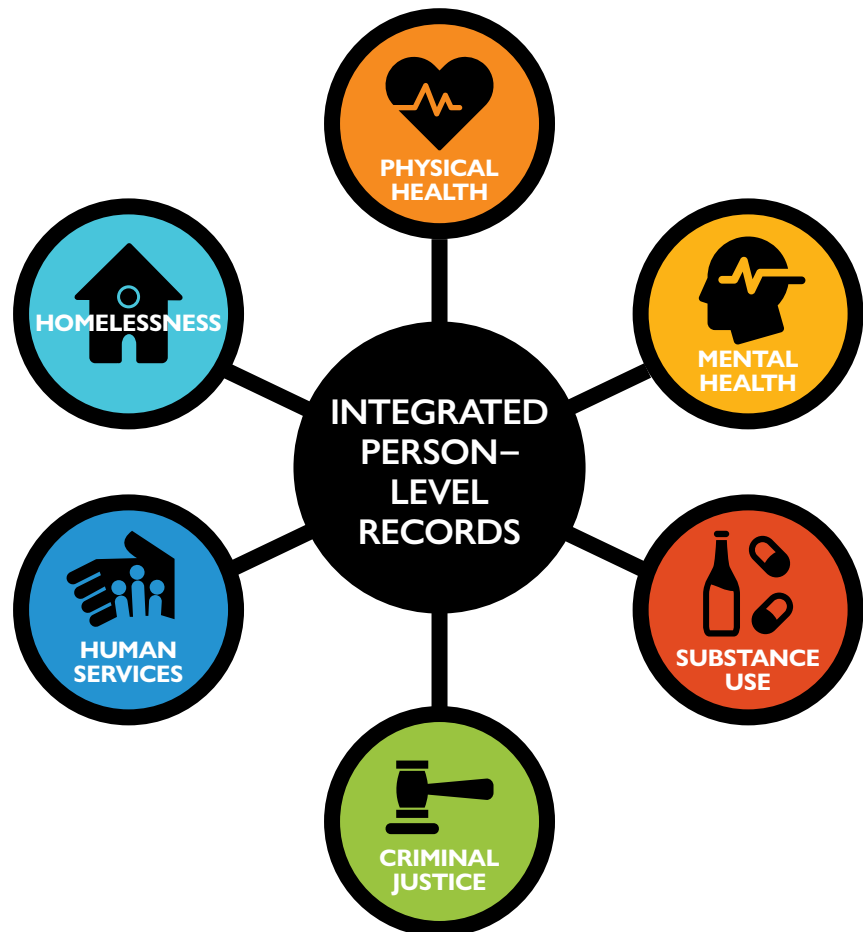 PHYSICAL
HEALTH
HOMELESSNESS
MENTAL
HEALTH
INTEGRATED
PERSON–
LEVEL
RECORDS
HUMAN
SERVICES
SUBSTANCE
USE
CRIMINAL
JUSTICE